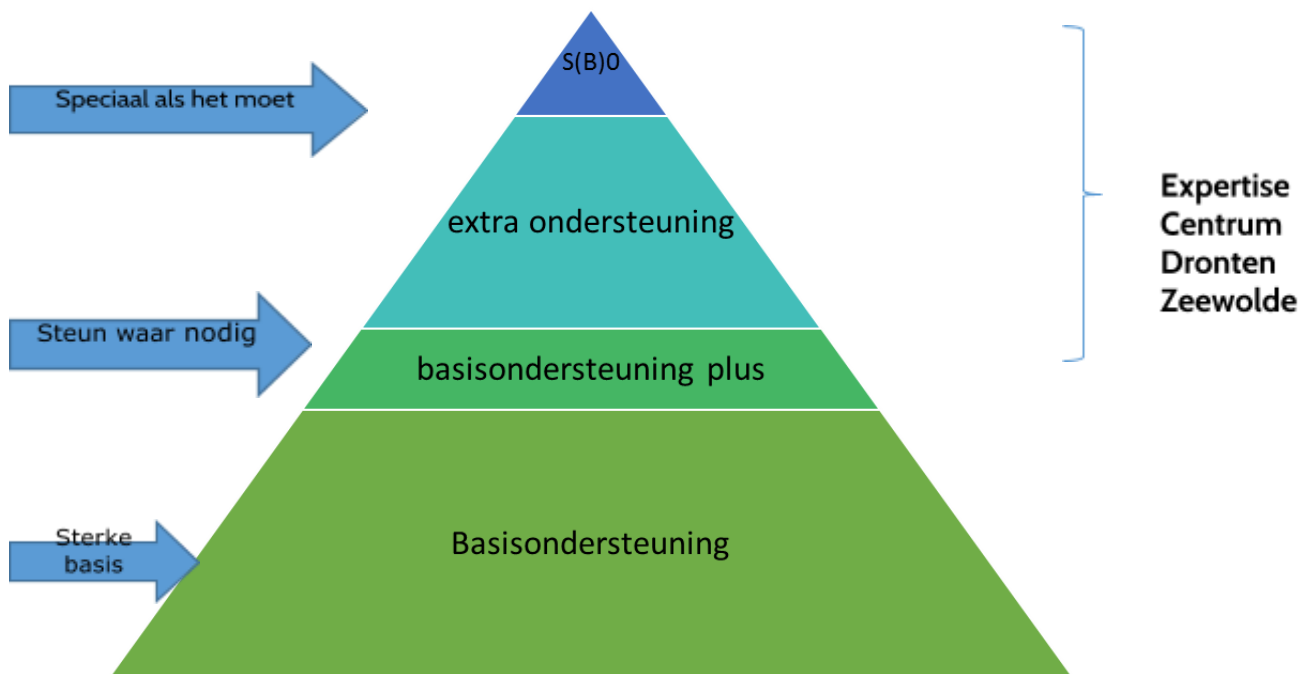 S(B)0
Speciaal als het moet
extra ondersteuning
Expertise
Centrum
Dronten
Zeewolde
Steun waar nodig
basisondersteuning plus
Sterke
basis
Basisondersteuning